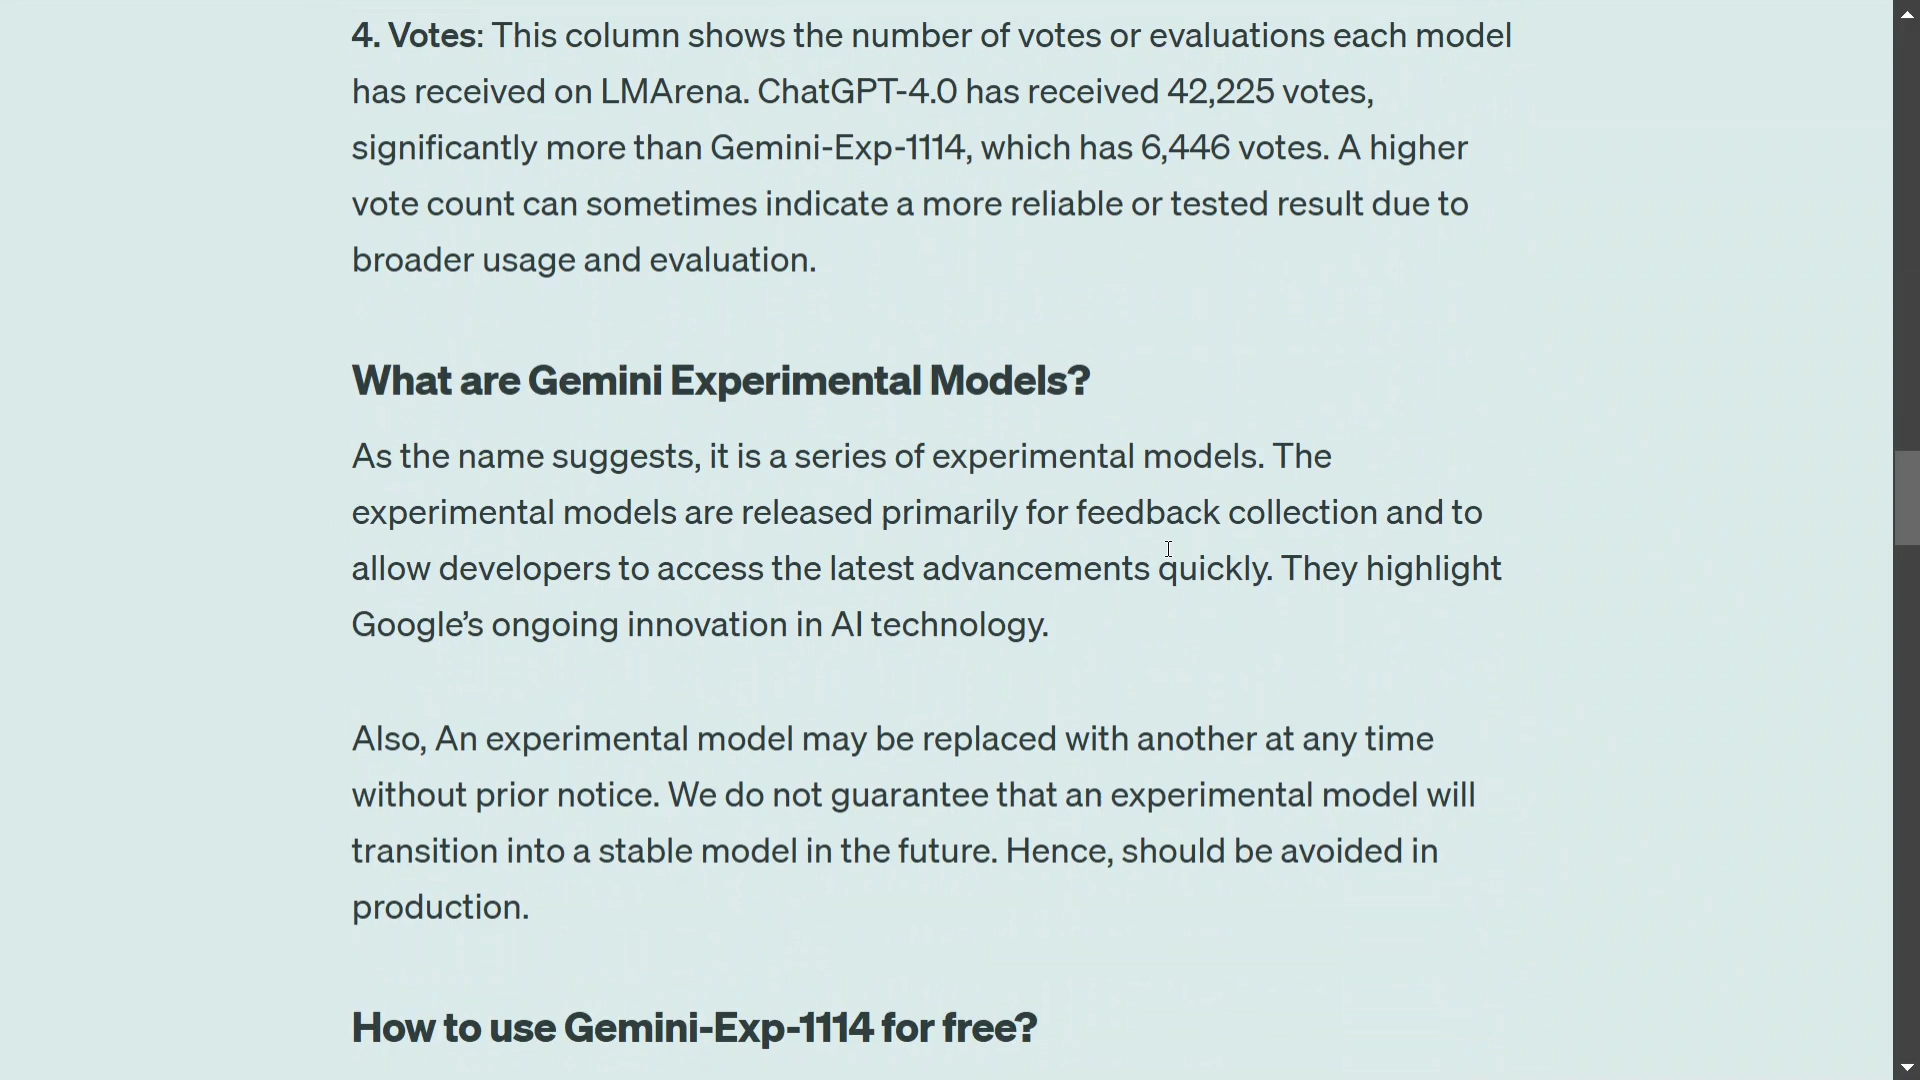 4. Votes: This column shows the number of votes or evaluations each model
has received on LMArena. ChatGPT-4.0 has received 42,225 votes,
significantly more than Gemini-Exp-1114, which has 6,446 votes. A higher
vote count can sometimes indicate a more reliable or tested result due to
broader usage and evaluation.
What are Gemini Experimental Models?
As the name suggests, it is a series of experimental models. The
experimental models are released primarily for feedback collection and to
allow developers to access the latest advancements quickly. They highlight
Google’s ongoing innovation in AI technology.
Also, An experimental model may be replaced with another at any time
without prior notice. We do not guarantee that an experimental model will
transition into a stable model in the future. Hence, should be avoided in
production.
How to use Gemini-Exp-1114 for free?